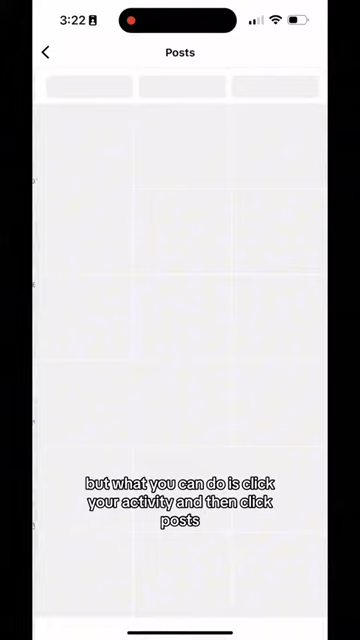 3:22
Posts
but what you can do is click
your activity and then click
posts